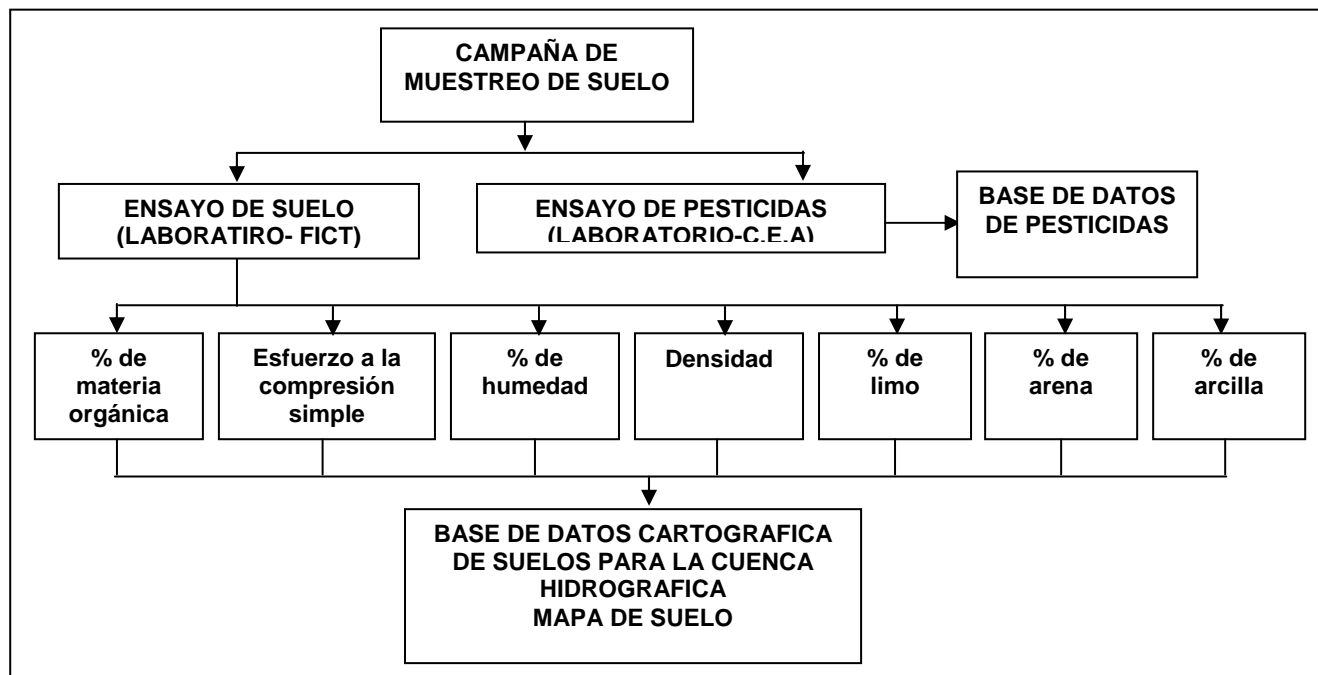 CAMPAÑA DE
MUESTREO DE SUELO
ENSAYO DE SUELO
(LABORATIRO- FICT)
ENSAYO DE PESTICIDAS
(LABORATORIO-C.E.A)
BASE DE DATOS
DE PESTICIDAS
% de
materia
orgánica
Esfuerzo a la
compresión
simple
% de
humedad
Densidad
% de
limo
% de
arena
% de
arcilla
BASE DE DATOS CARTOGRAFICA
DE SUELOS PARA LA CUENCA
HIDROGRAFICA
MAPA DE SUELO